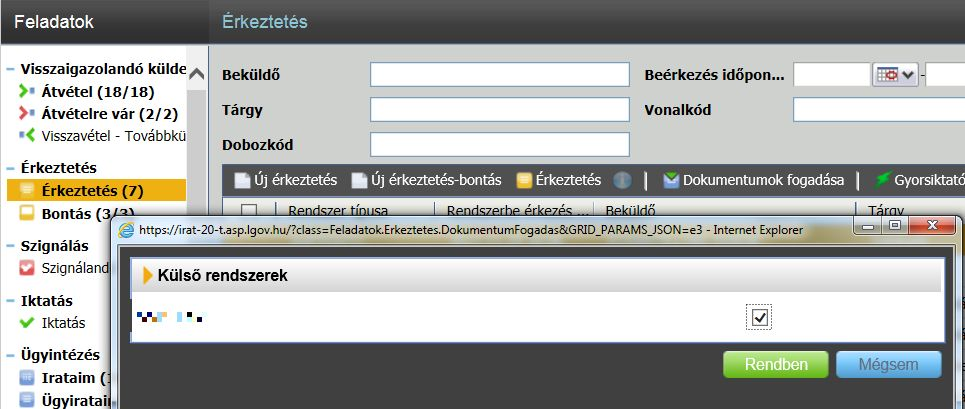 Feladatok
Érkeztetés
Visszaigazolandó külde
Átvétel (18/18)
Átvételre vár (2/2)
Visszavétel - Továbbkü
Érkeztetés
Érkeztetés (7)
Bontás (3/3)
Szignálás
Szignáland
Iktatás
Iktatás
Ügyintézés
Irataim (1
Ügyirataim
Beküldő
Beérkezés időpon...
-
Tárgy
Vonalkód
Dobozkód
Új érkeztetés Új érkeztetés-bontás Érkeztetés | Dokumentumok fogadása | Gyorsiktató
Rendszer típusa Rendszerbe érkezés ... Beküldő Tárgy
https://irat-20-t.asp.lgov.hu/?class=Feladatok.Erkeztetes.DokumentumFogadas&GRID_PARAMS_JSON=e3 - Internet Explorer
Külső rendszerek
Rendben Mégsem